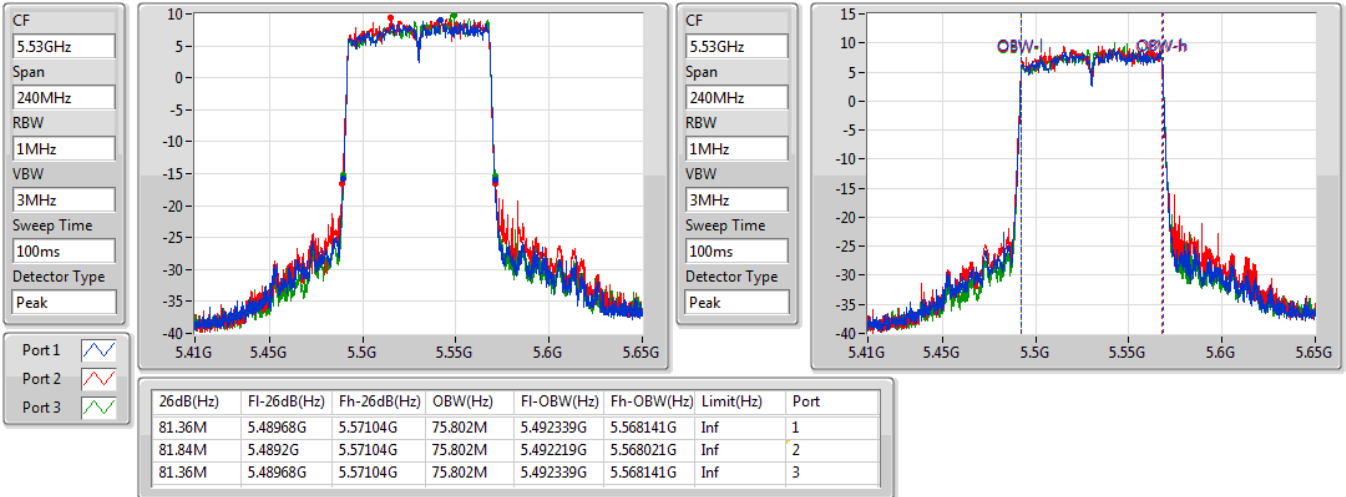 CF
5.53GHz
Span
240MHz
RBW
1MHz
VBW
3MHz
Sweep Time
100ms
Detector Type
Peak
10
5
0
-5
-10
-15
-20
-25
-30
-35
-40
5.41G 5.45G 5.5G 5.55G 5.6G 5.65G
CF
5.53GHz
Span
240MHz
RBW
1MHz
VBW
3MHz
Sweep Time
100ms
Detector Type
Peak
15
10
5
0
-5
-10
-15
-20
-25
-30
-35
-40
OBW-l OBW-h
5.41G 5.45G 5.5G 5.55G 5.6G 5.65G
Port 1
Port 2
Port 3
26dB(Hz) Fl-26dB(Hz) Fh-26dB(Hz) OBW(Hz) Fl-OBW(Hz) Fh-OBW(Hz) Limit(Hz) Port
81.36M 5.48968G 5.57104G 75.802M 5.492339G 5.568141G Inf 1
81.84M 5.4892G 5.57104G 75.802M 5.492219G 5.568021G Inf 2
81.36M 5.48968G 5.57104G 75.802M 5.492339G 5.568141G Inf 3